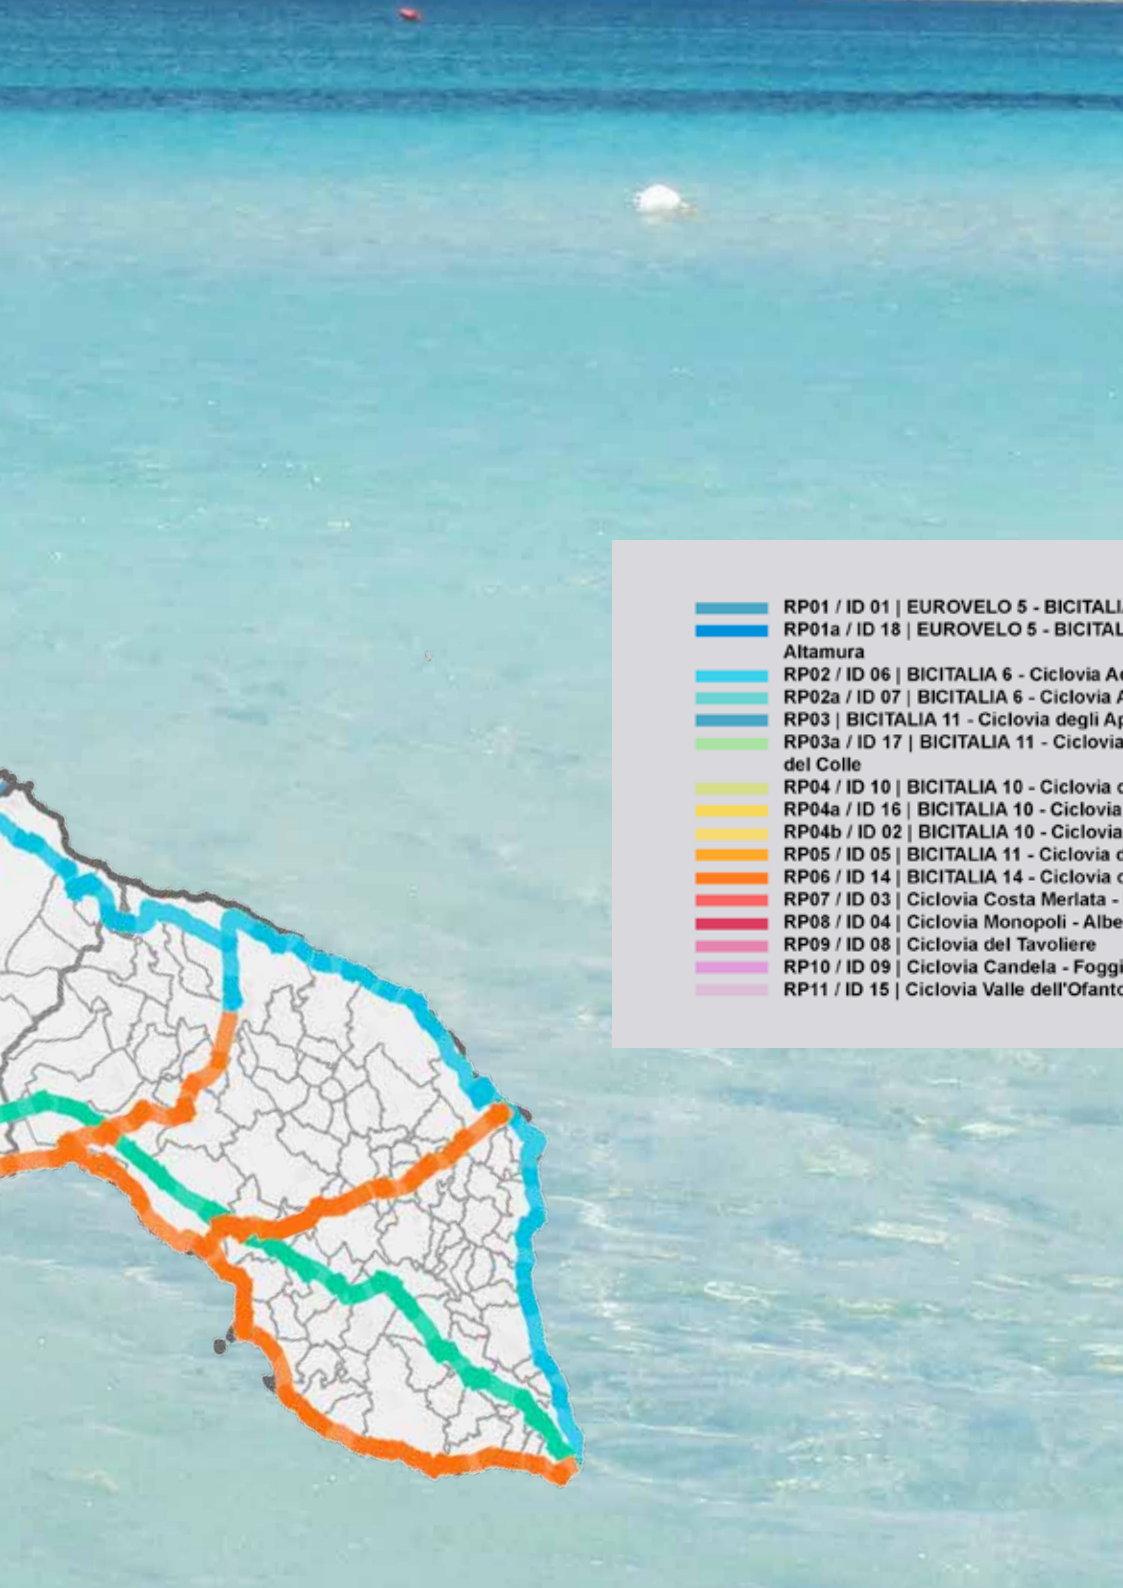 RP01 / ID 01 | EUROVELO 5 - BICITALI
RP01a / ID 18 | EUROVELO 5 - BICITAL
Altamura
RP02 / ID 06 | BICITALIA 6 - Ciclovia A
RP02a / ID 07 | BICITALIA 6 - Ciclovia A
RP03 | BICITALIA 11 - Ciclovia degli Ap
RP03a / ID 17 | BICITALIA 11 - Ciclovia
del Colle
RP04 / ID 10 | BICITALIA 10 - Ciclovia
RP04a / ID 16 | BICITALIA 10 - Ciclovia
RP04b / ID 02 | BICITALIA 10 - Ciclovia
RP05 / ID 05 | BICITALIA 11 - Ciclovia
RP06 / ID 14 | BICITALIA 14 - Ciclovia
RP07 / ID 03 | Ciclovia Costa Merlata -
RP08 / ID 04 | Ciclovia Monopoli - Albe
RP09 / ID 08 | Ciclovia del Tavoliere
RP10 / ID 09 | Ciclovia Candela - Foggi
RP11 / ID 15 | Ciclovia Valle dell'Ofanto